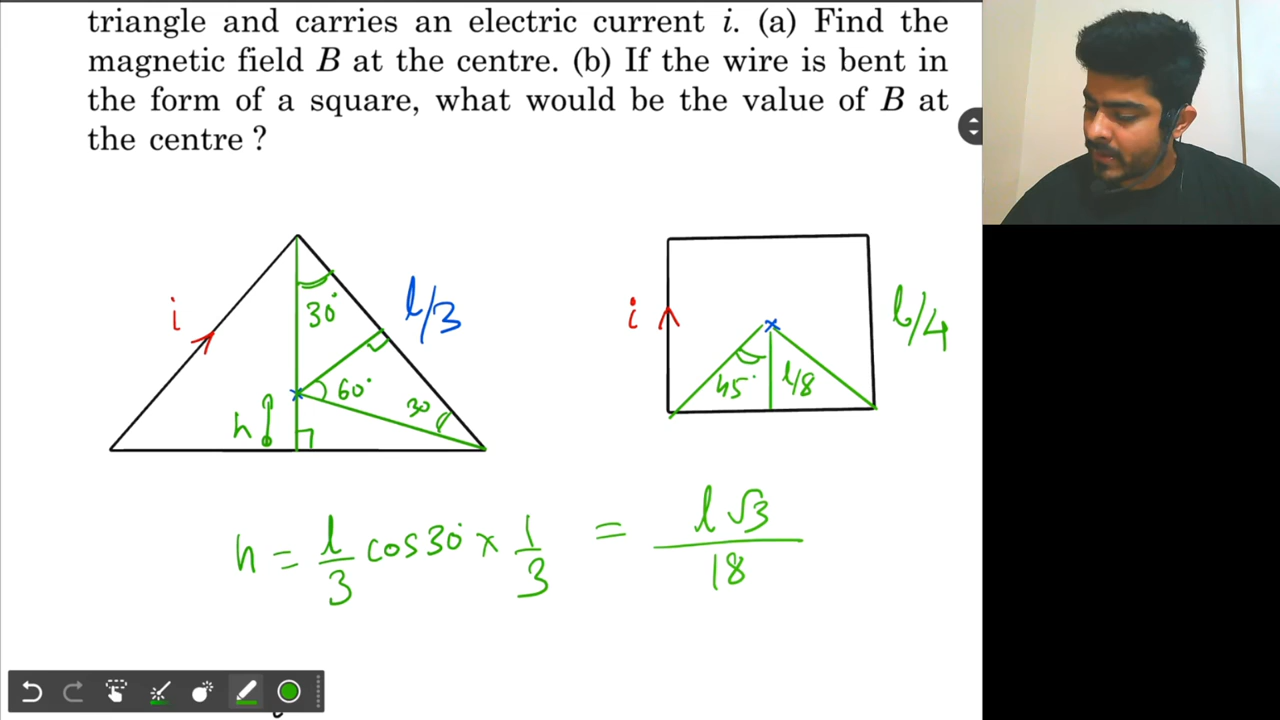 triangle and carries an electric current i. (a) Find the
magnetic field B at the centre. (b) If the wire is bent in
the form of a square, what would be the value of B at
the centre ?
i
30°
l/3
60°
30
h
i
45°
l/8
l/4
h = l/3 cos30° × 1/3 = l√3/18